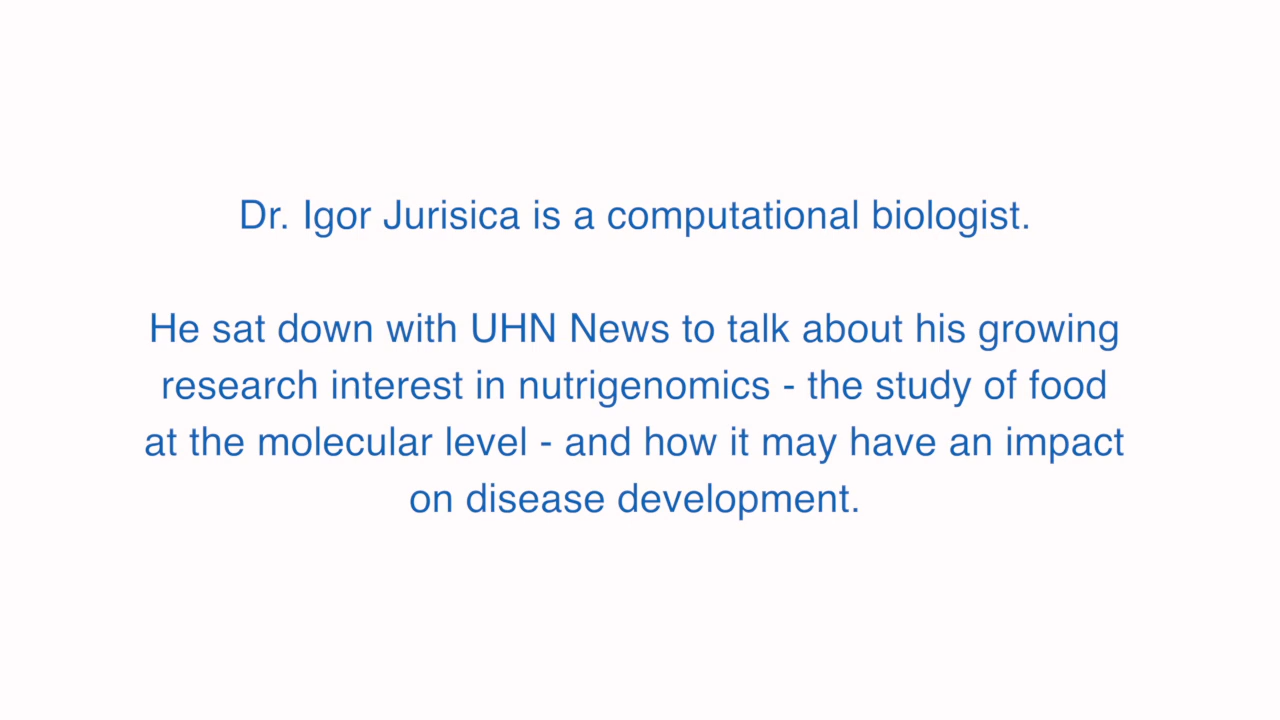 Dr. Igor Jurisica is a computational biologist.
He sat down with UHN News to talk about his growing
research interest in nutrigenomics - the study of food
at the molecular level - and how it may have an impact
on disease development.